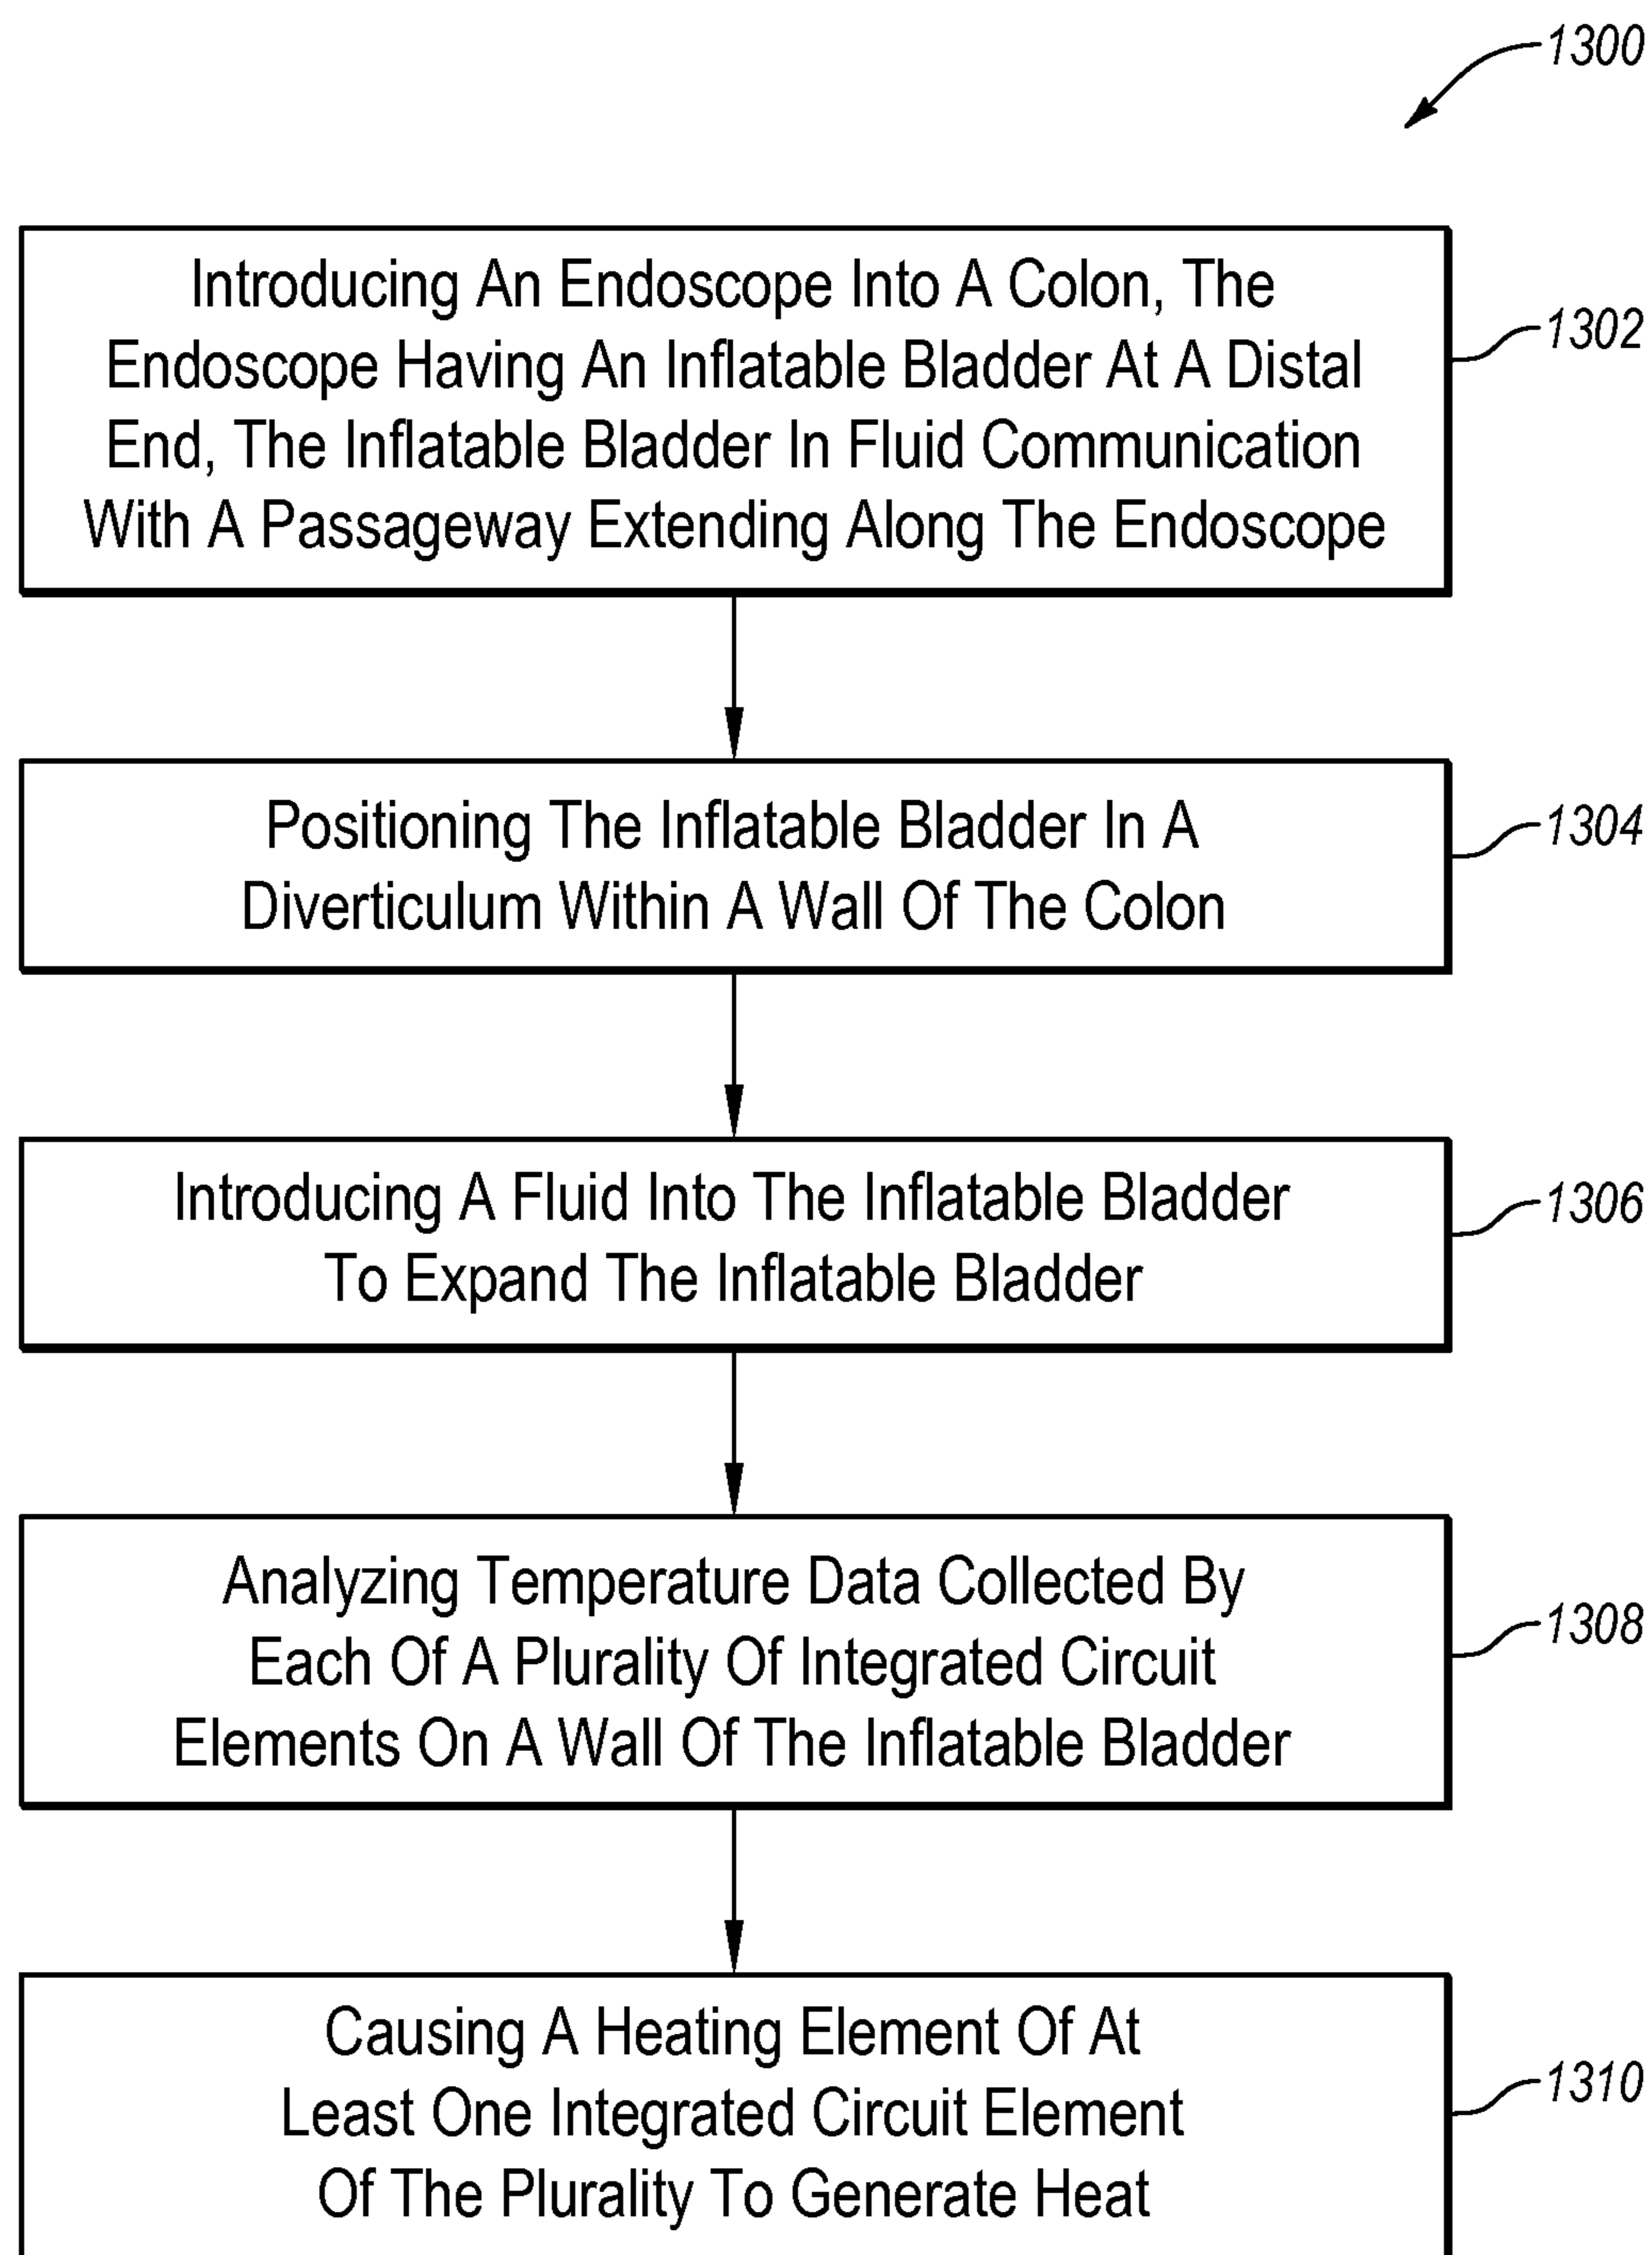 1300
Introducing An Endoscope Into A Colon, The
Endoscope Having An Inflatable Bladder At A Distal
End, The Inflatable Bladder In Fluid Communication
With A Passageway Extending Along The Endoscope
1302
Positioning The Inflatable Bladder In A
Diverticulum Within A Wall Of The Colon
1304
Introducing A Fluid Into The Inflatable Bladder
To Expand The Inflatable Bladder
1306
Analyzing Temperature Data Collected By
Each Of A Plurality Of Integrated Circuit
Elements On A Wall Of The Inflatable Bladder
1308
Causing A Heating Element Of At
Least One Integrated Circuit Element
Of The Plurality To Generate Heat
1310